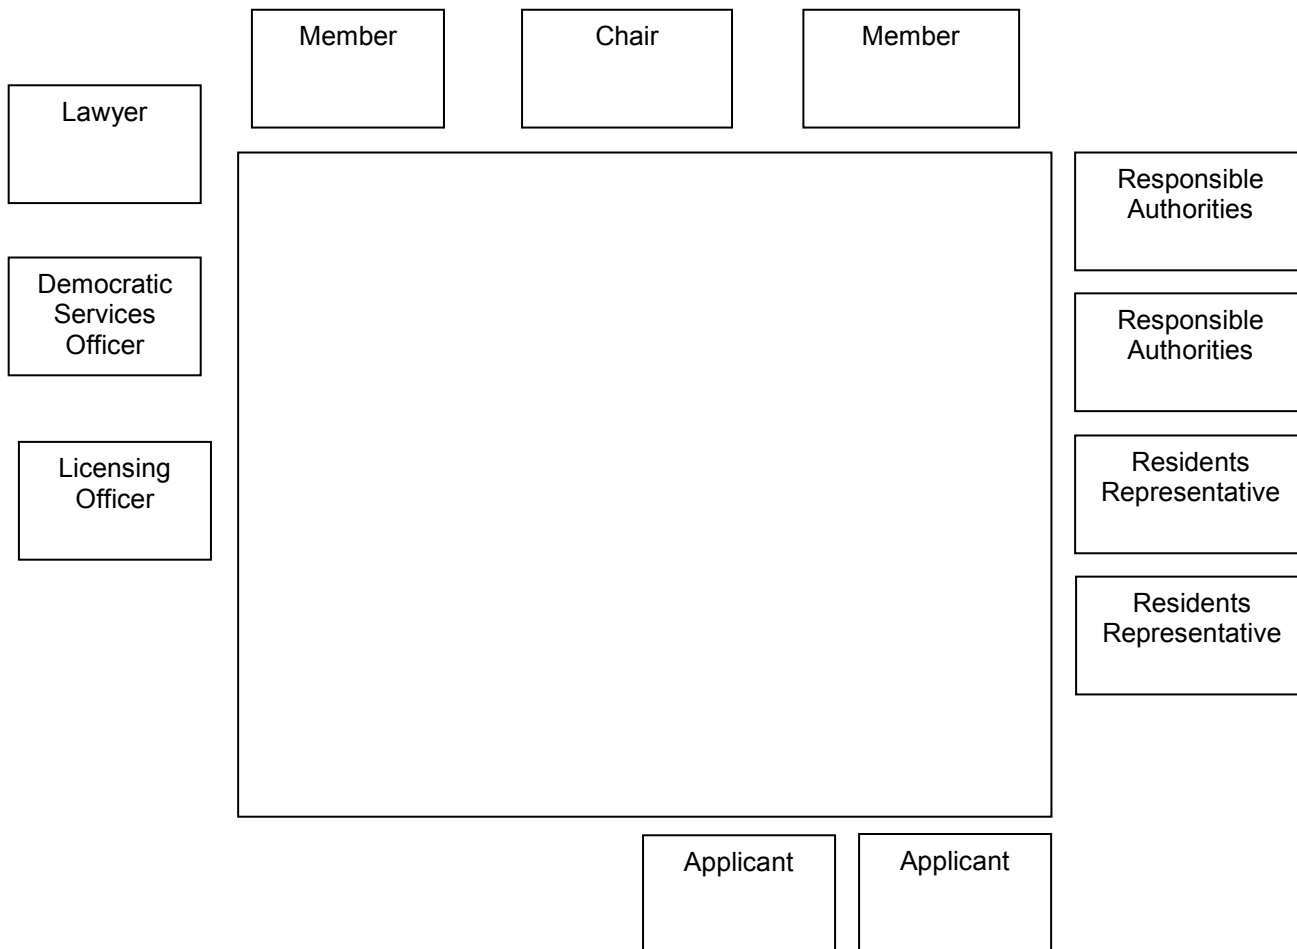 Member
Chair
Member
Lawyer
Responsible
Authorities
Democratic
Services
Officer
Responsible
Authorities
Licensing
Officer
Residents
Representative
Residents
Representative
Applicant
Applicant